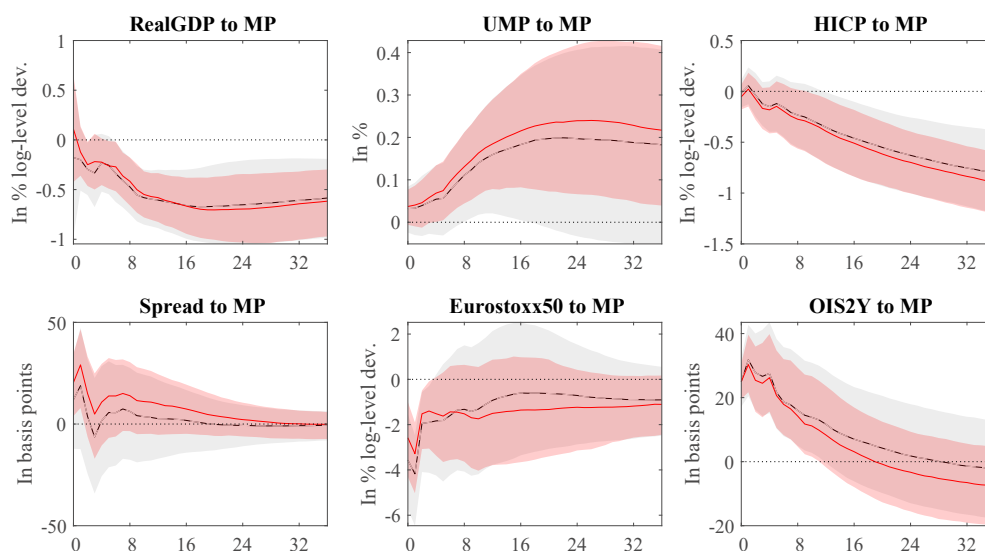 RealGDP to MP
In % log-level dev.
1
0.5
0
-0.5
-1
0 8 16 24 32
UMP to MP
In %
0.4
0.2
0
0 8 16 24 32
HICP to MP
In % log-level dev.
0.5
0
-0.5
-1
-1.5
0 8 16 24 32
Spread to MP
In basis points
50
0
-50
0 8 16 24 32
Eurostoxx50 to MP
In % log-level dev.
2
0
-2
-4
-6
0 8 16 24 32
OIS2Y to MP
In basis points
40
20
0
-20
0 8 16 24 32